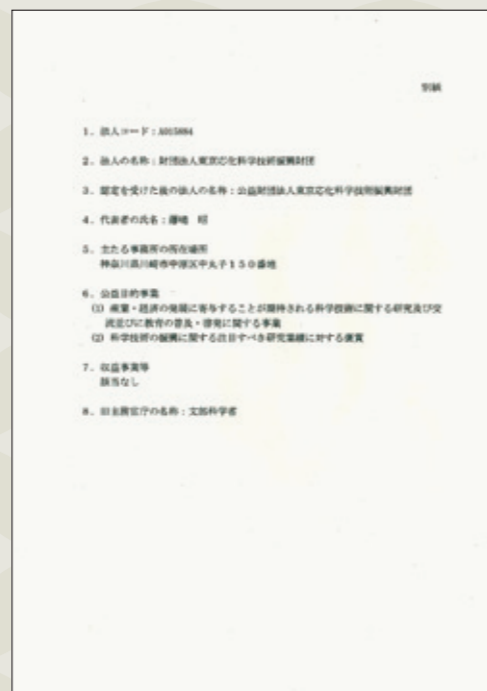 別紙
1．法人コード：A015084
2．法人の名称：財団法人東京応化科学技術振興財団
3．認定を受けた後の法人の名称：公益財団法人東京応化科学技術振興財団
4．代表者の氏名：藤嶋　昭
5．主たる事務所の所在場所
神奈川県川崎市中原区中丸子150番地
6．公益目的事業
(1) 産業・経済の発展に寄与することが期待される科学技術に関する研究及び交
流並びに教育の普及・啓発に関する事業
(2) 科学技術の振興に関する注目すべき研究業績に対する褒賞
7．収益事業等
該当なし
8．旧主務官庁の名称：文部科学省